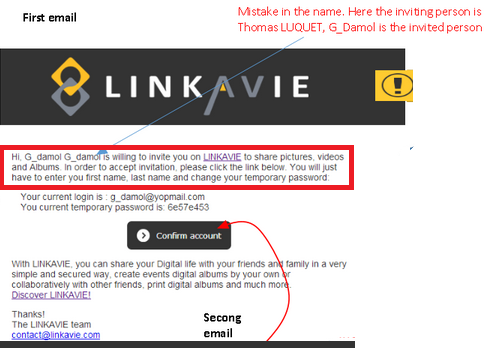 First email
Mistake in the name. Here the inviting person is
Thomas LUQUET, G_Damol is the invited person
LINKAVIE
Hi, G_damol G_damol is willing to invite you on LINKAVIE to share pictures, videos
and Albums. In order to accept invitation, please click the link below. You will just
have to enter you first name, last name and change your temporary password:
Your current login is : g_damol@yopmail.com
You current temporary password is: 6e57e453
Confirm account
With LINKAVIE, you can share your Digital life with your friends and family in a very
simple and secured way, create events digital albums by your own or
collaboratively with other friends, print digital albums and much more.
Discover LINKAVIE!
Thanks!
The LINKAVIE team
contact@linkavie.com
Secong
email